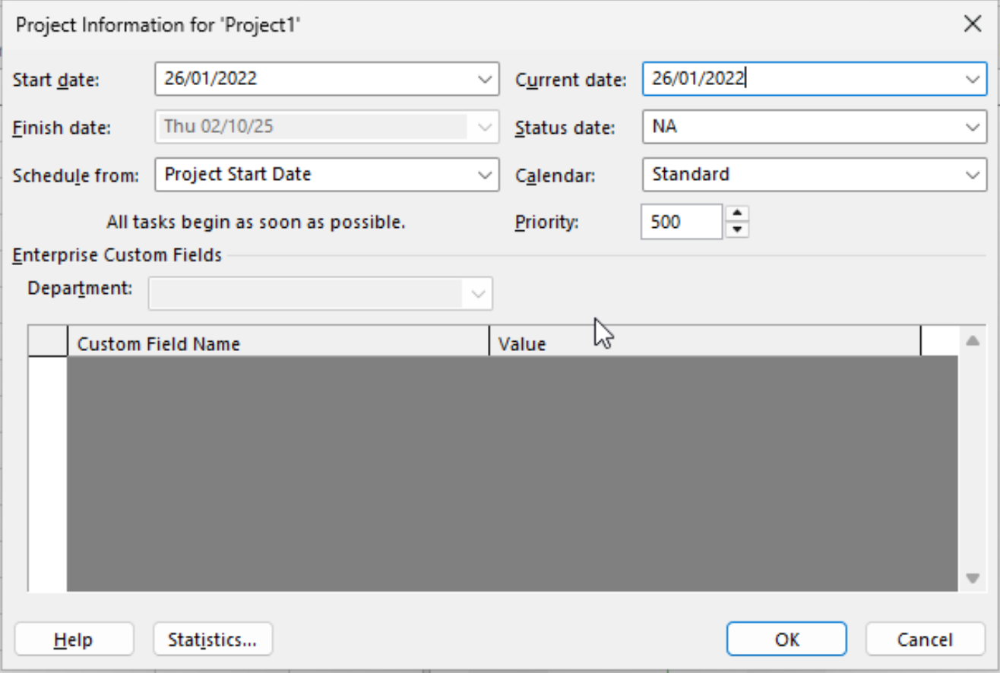 Project Information for 'Project1'
Start date: 26/01/2022 Current date: 26/01/2022
Finish date: Thu 02/10/25 Status date: NA
Schedule from: Project Start Date Calendar: Standard
All tasks begin as soon as possible. Priority: 500
Enterprise Custom Fields
Department:
Custom Field Name Value
Help Statistics... OK Cancel